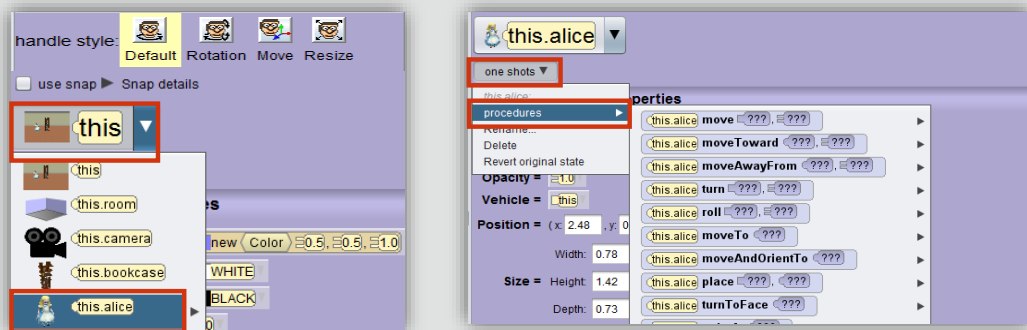 handle style:
Default Rotation Move Resize
use snap Snap details
this
this
this.room
this.camera
this.bookcase
this.alice
new Color 0.5, 0.5, 1.0
WHITE
BLACK
this.alice
one shots
this.alice:
procedures
Rename...
Delete
Revert original state
Opacity = 1.0
Vehicle = this
Position = (x: 2.48 , y: 0
Width: 0.78
Size = Height: 1.42
Depth: 0.73
perties
this.alice move ???, ???
this.alice moveToward ???, ???
this.alice moveAwayFrom ???, ???
this.alice turn ???, ???
this.alice roll ???, ???
this.alice moveTo ???
this.alice moveAndOrientTo ???
this.alice place ???, ???
this.alice turnToFace ???